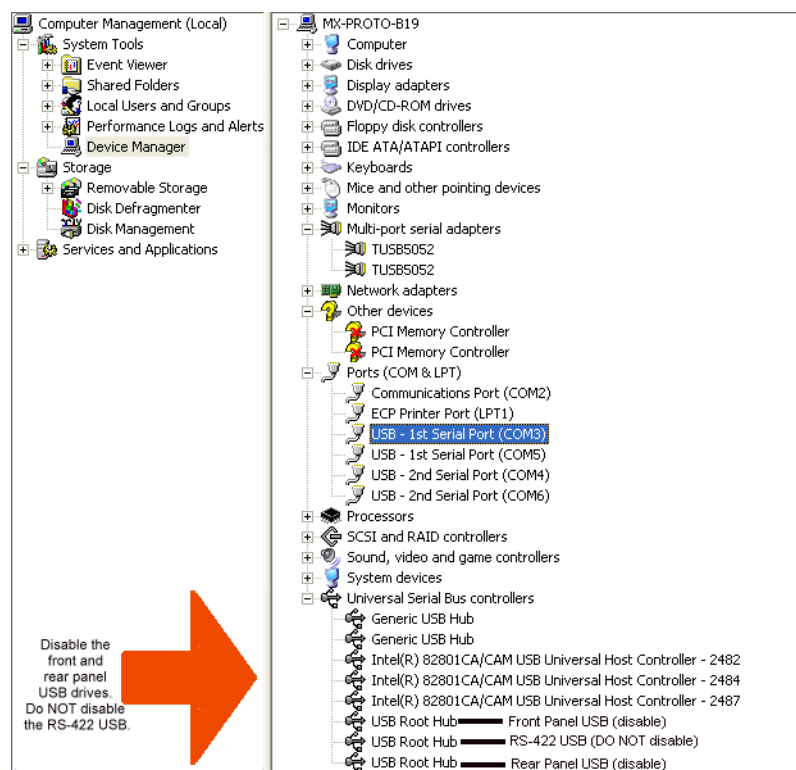 Computer Management (Local)
System Tools
Event Viewer
Shared Folders
Local Users and Groups
Performance Logs and Alerts
Device Manager
Storage
Removable Storage
Disk Defragmenter
Disk Management
Services and Applications
Disable the
front and
rear panel
USB drives.
Do NOT disable
the RS-422 USB.
MX-PROTO-B19
Computer
Disk drives
Display adapters
DVD/CD-ROM drives
Floppy disk controllers
IDE ATA/ATAPI controllers
Keyboards
Mice and other pointing devices
Monitors
Multi-port serial adapters
TUSB5052
TUSB5052
Network adapters
Other devices
PCI Memory Controller
PCI Memory Controller
Ports (COM & LPT)
Communications Port (COM2)
ECP Printer Port (LPT1)
USB - 1st Serial Port (COM3)
USB - 1st Serial Port (COM5)
USB - 2nd Serial Port (COM4)
USB - 2nd Serial Port (COM6)
Processors
SCSI and RAID controllers
Sound, video and game controllers
System devices
Universal Serial Bus controllers
Generic USB Hub
Generic USB Hub
Intel(R) 82801CA/CAM USB Universal Host Controller - 2482
Intel(R) 82801CA/CAM USB Universal Host Controller - 2484
Intel(R) 82801CA/CAM USB Universal Host Controller - 2487
USB Root Hub Front Panel USB (disable)
USB Root Hub RS-422 USB (DO NOT disable)
USB Root Hub Rear Panel USB (disable)